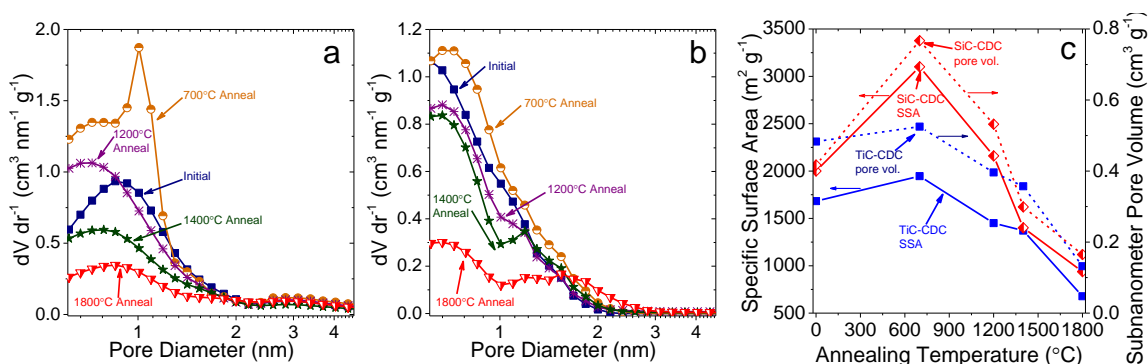 a
2.0
1.5
1.0
0.5
0.0
dV dr⁻¹ (cm³ nm⁻¹ g⁻¹)
700°C Anneal
1200°C
Anneal
Initial
1400°C Anneal
1800°C Anneal
1
2
3
4
Pore Diameter (nm)
b
1.2
1.0
0.8
0.6
0.4
0.2
0.0
dV dr⁻¹ (cm³ nm⁻¹ g⁻¹)
Initial
700°C Anneal
1200°C Anneal
1400°C
Anneal
1800°C Anneal
1
2
3
4
Pore Diameter (nm)
c
3500
3000
2500
2000
1500
1000
500
Specific Surface Area (m² g⁻¹)
SiC-CDC
pore vol.
SiC-CDC
SSA
TiC-CDC
pore vol.
TiC-CDC
SSA
0
300
600
900
1200
1500
1800
Annealing Temperature (°C)
0.8
0.6
0.4
0.2
0.0
Subnanometer Pore Volume (cm³ g⁻¹)